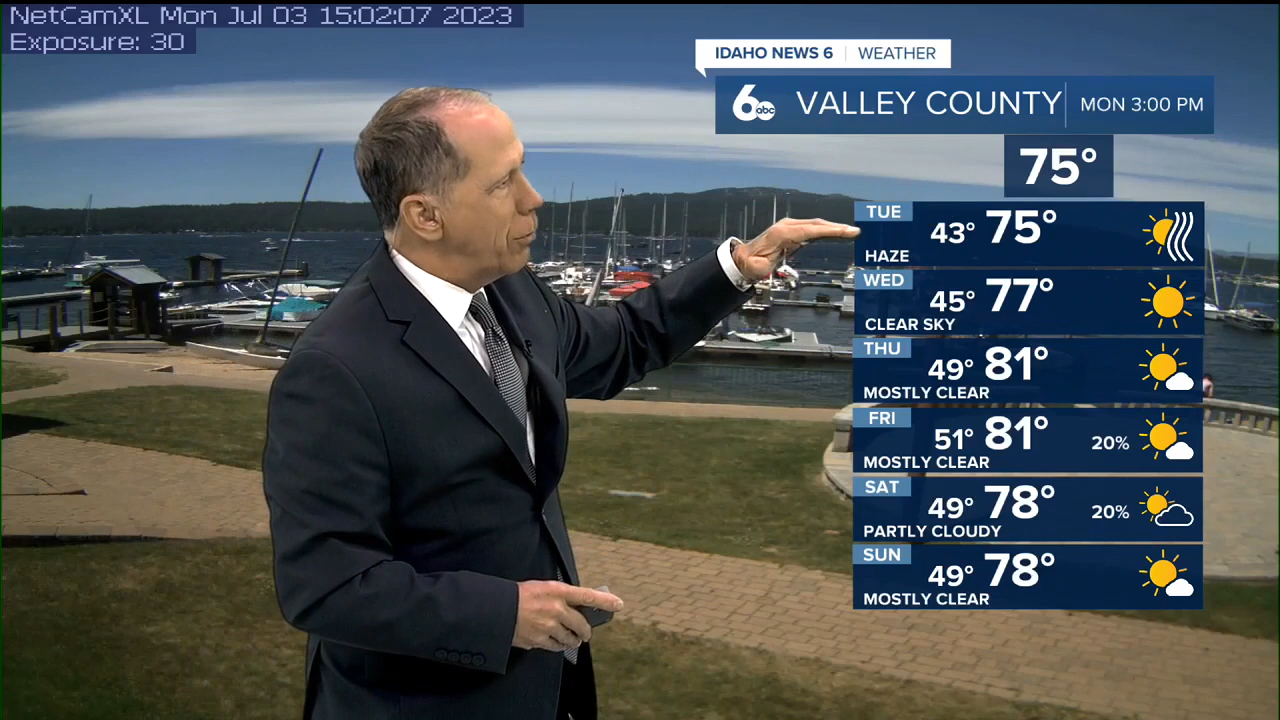 NetCamXL Mon Jul 03 15:02:07 2023
Exposure: 30
IDAHO NEWS 6 | WEATHER
6 abc VALLEY COUNTY MON 3:00 PM
75°
TUE
43° 75°
HAZE
WED
45° 77°
CLEAR SKY
THU
49° 81°
MOSTLY CLEAR
FRI
51° 81° 20%
MOSTLY CLEAR
SAT
49° 78° 20%
PARTLY CLOUDY
SUN
49° 78°
MOSTLY CLEAR